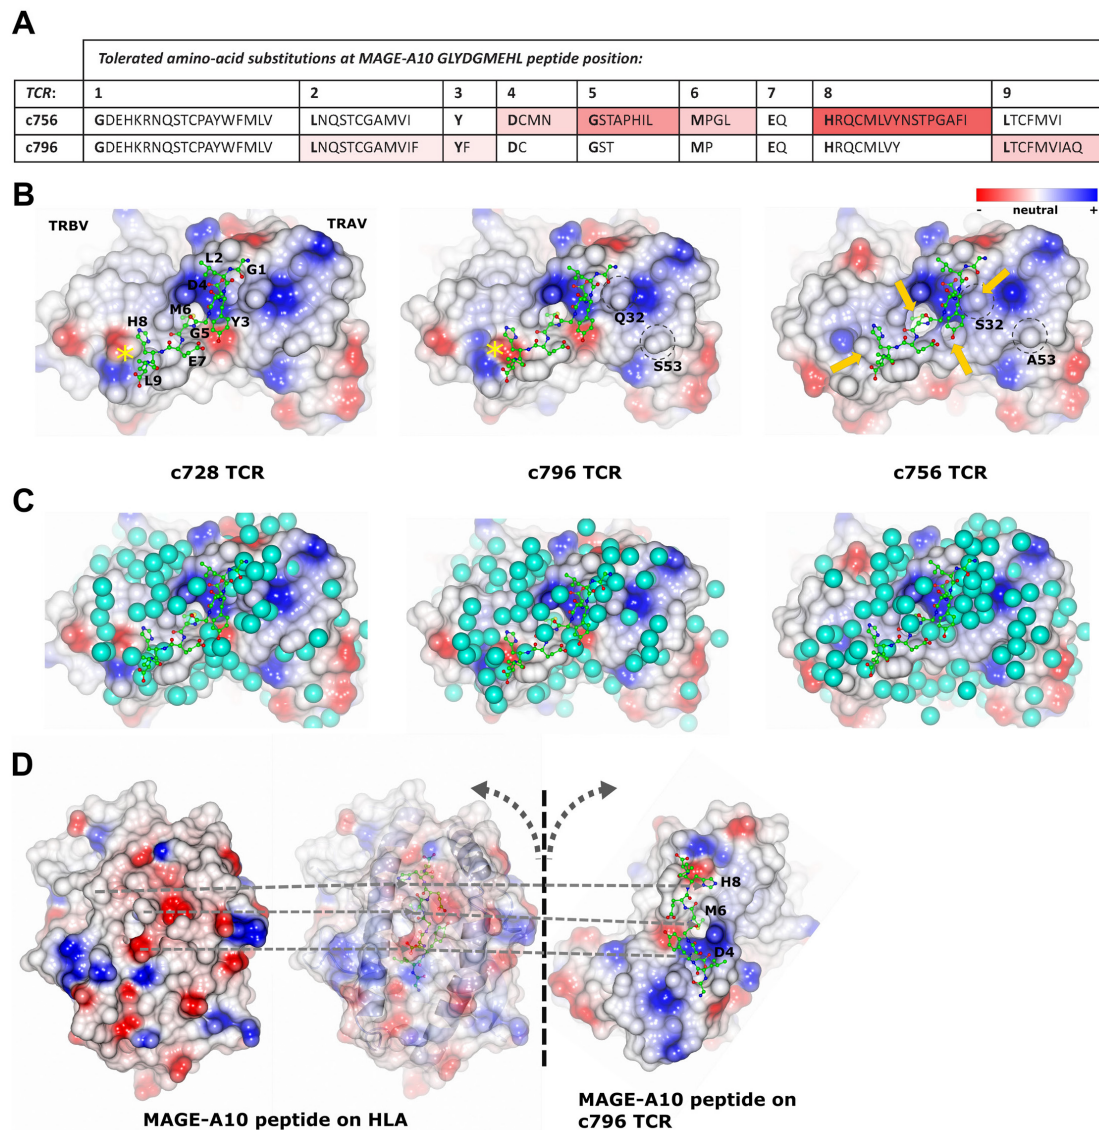 A
Tolerated amino-acid substitutions at MAGE-A10 GLYDGMEHL peptide position:
TCR: 1 2 3 4 5 6 7 8 9
c756 GDEHKRNQSTCPAYWFMLV LNQSTCGAMVI Y DCMN GSTAPHIL MPGL EQ HRQCMLVYNSTPGAFI LTCFMVI
c796 GDEHKRNQSTCPAYWFMLV LNQSTCGAMVIF YF DC GST MP EQ HRQCMLVY LTCFMVIAQ
B
- neutral +
TRBV TRAV
L2
G1
D4
M6
H8
Y3
G5
E7
L9
*
Q32
S53
*
S32
A53
c728 TCR c796 TCR c756 TCR
C
D
H8
M6
D4
MAGE-A10 peptide on HLA
MAGE-A10 peptide on
c796 TCR